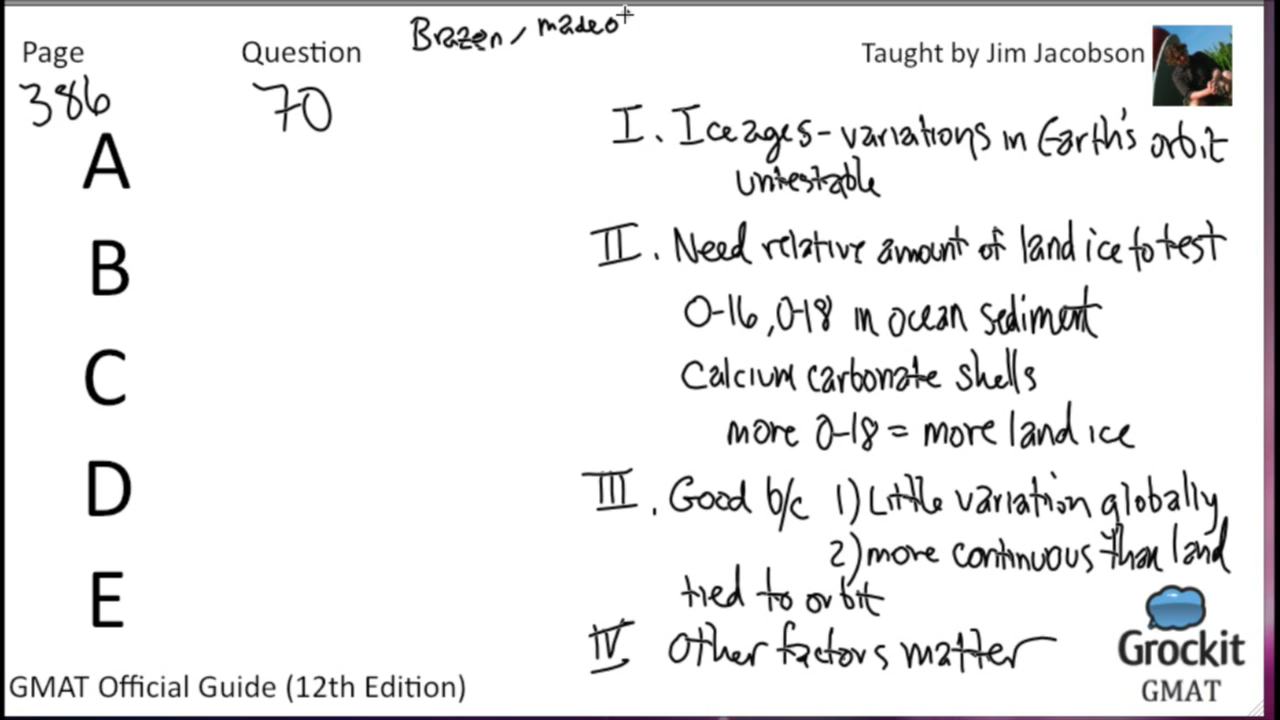 Brazen, madeo
Page Question
Taught by Jim Jacobson
386 70
A
B
C
D
E
I. Ice ages - variations in Earth's orbit
untestable
II. Need relative amount of land ice to test
O-16, O-18 in ocean sediment
Calcium carbonate shells
more O-18 = more land ice
III. Good b/c 1) Little variation globally
2) more continuous than land
tied to orbit
IV Other factors matter
GMAT Official Guide (12th Edition)
Grockit
GMAT